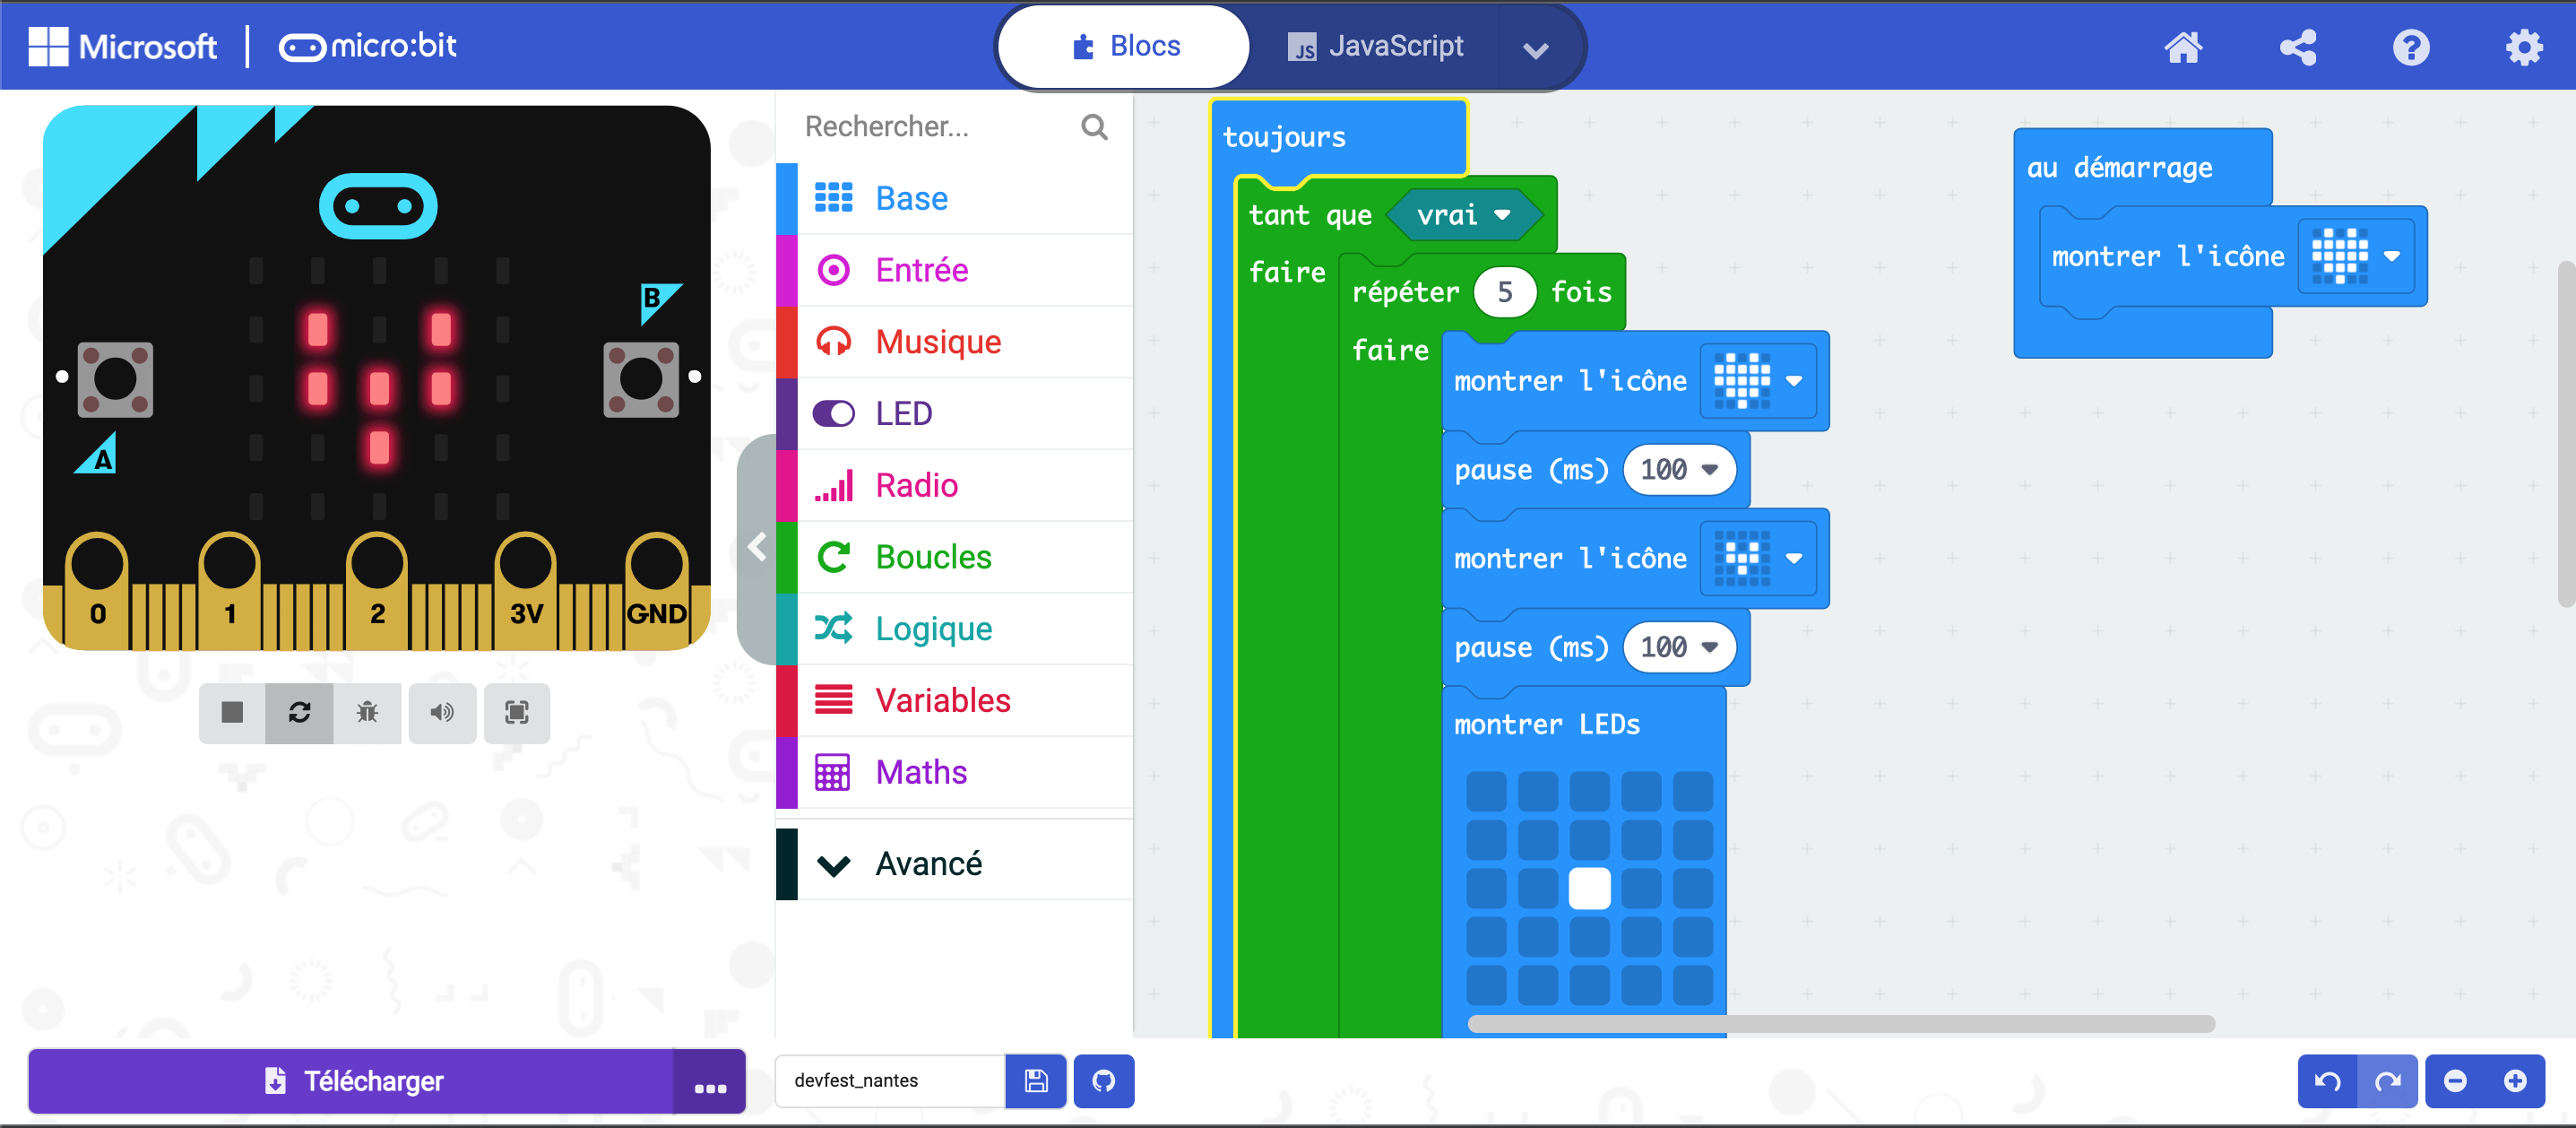 Microsoft micro:bit
Blocs
JS JavaScript
B
A
0 1 2 3V GND
Rechercher...
Base
Entrée
Musique
LED
Radio
Boucles
Logique
Variables
Maths
Avancé
toujours
tant que vrai
faire
répéter 5 fois
faire
montrer l'icône
pause (ms) 100
montrer l'icône
pause (ms) 100
montrer LEDs
au démarrage
montrer l'icône
Télécharger
...
devfest_nantes